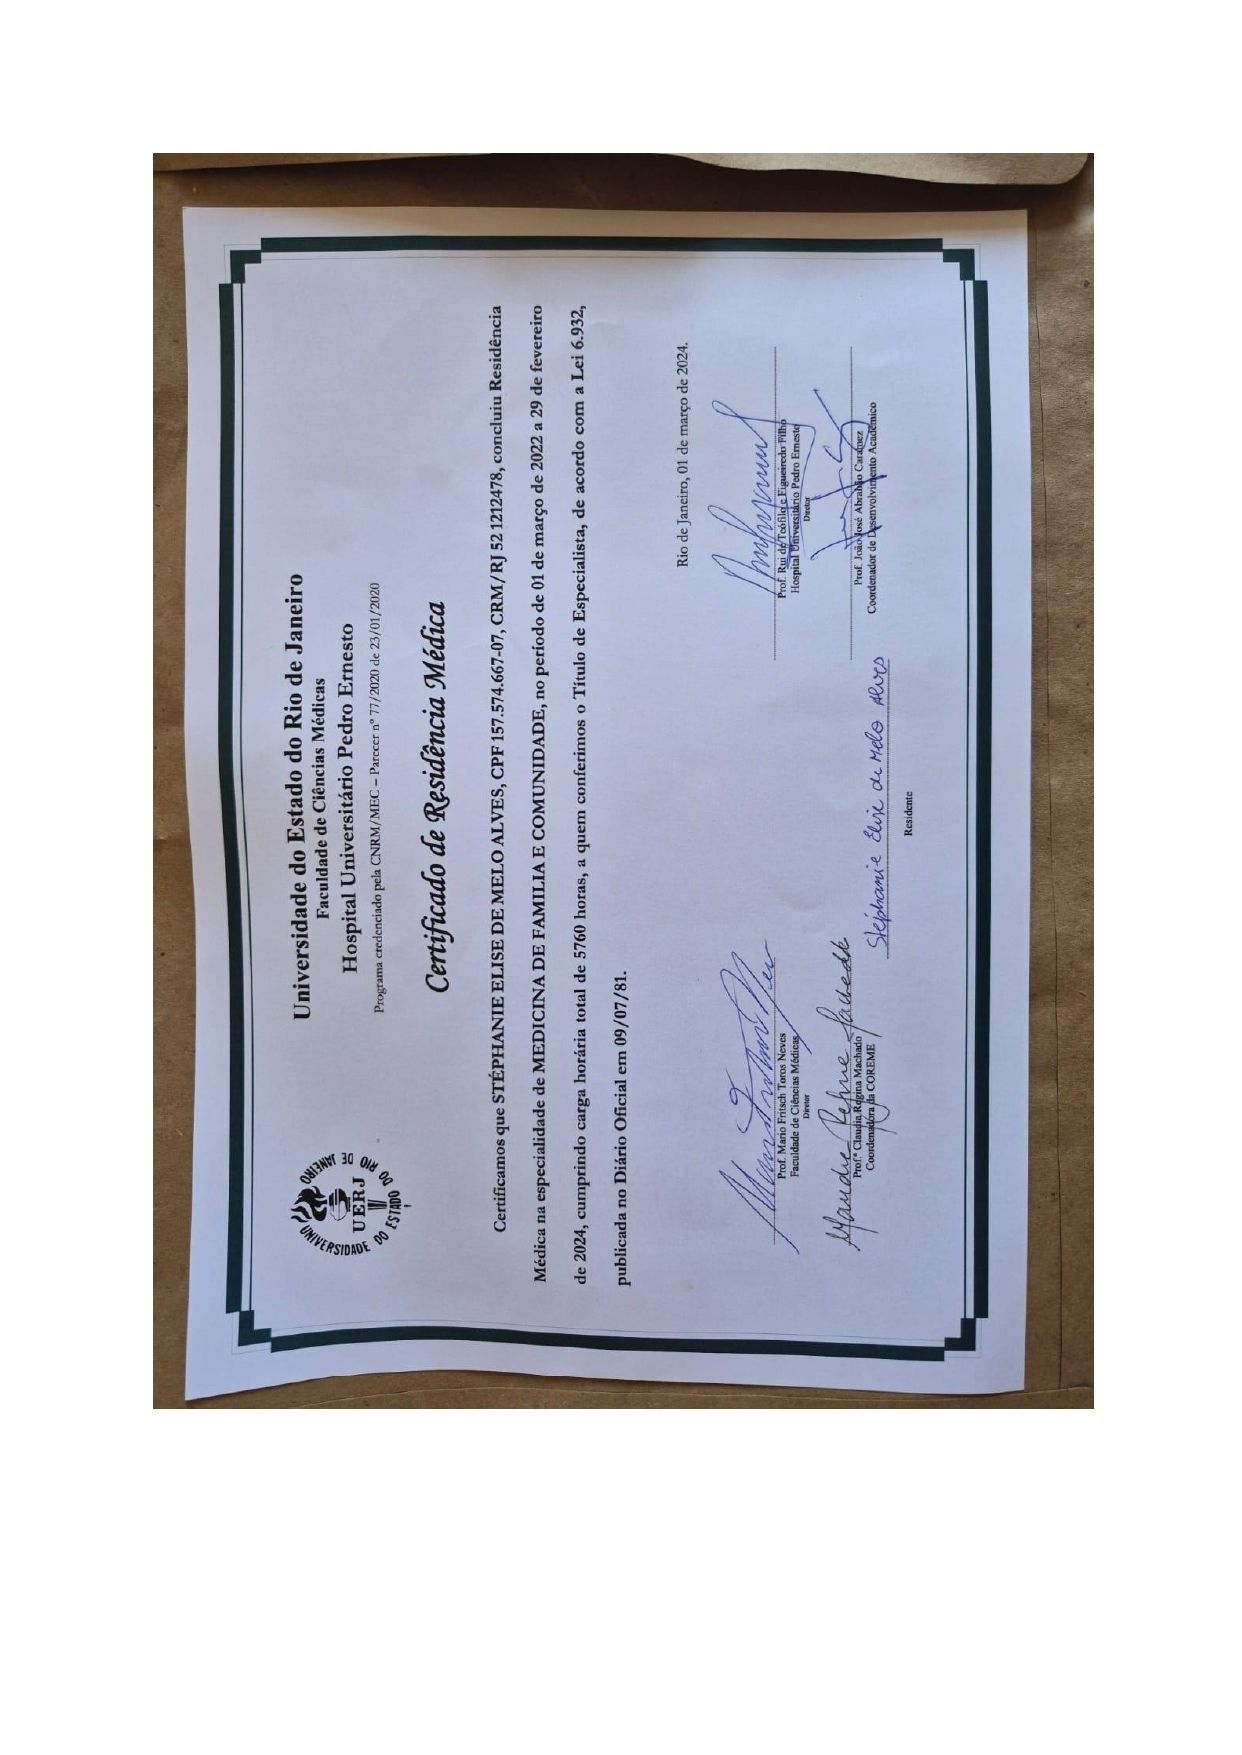 UNIVERSIDADE DO ESTADO DO RIO DE JANEIRO
UERJ
Universidade do Estado do Rio de Janeiro
Faculdade de Ciências Médicas
Hospital Universitário Pedro Ernesto
Programa credenciado pela CNRM/MEC – Parecer nº 77/2020 de 23/01/2020
Certificado de Residência Médica
Certificamos que STÉPHANIE ELISE DE MELO ALVES, CPF 157.574.667-07, CRM/RJ 52 1212478, concluiu Residência
Médica na especialidade de MEDICINA DE FAMILIA E COMUNIDADE, no período de 01 de março de 2022 a 29 de fevereiro
de 2024, cumprindo carga horária total de 5760 horas, a quem conferimos o Título de Especialista, de acordo com a Lei 6.932,
publicada no Diário Oficial em 09/07/81.
Rio de Janeiro, 01 de março de 2024.
Prof. Mario Fritsch Toros Neves
Faculdade de Ciências Médicas
Diretor
Prof. Rui de Teófilo e Figueiredo Filho
Hospital Universitário Pedro Ernesto
Diretor
Prof.ª Claudia Regina Machado
Coordenadora da COREME
Prof. João José Abrahão Caramez
Coordenador de Desenvolvimento Acadêmico
Stéphanie Elise de Melo Alves
Residente